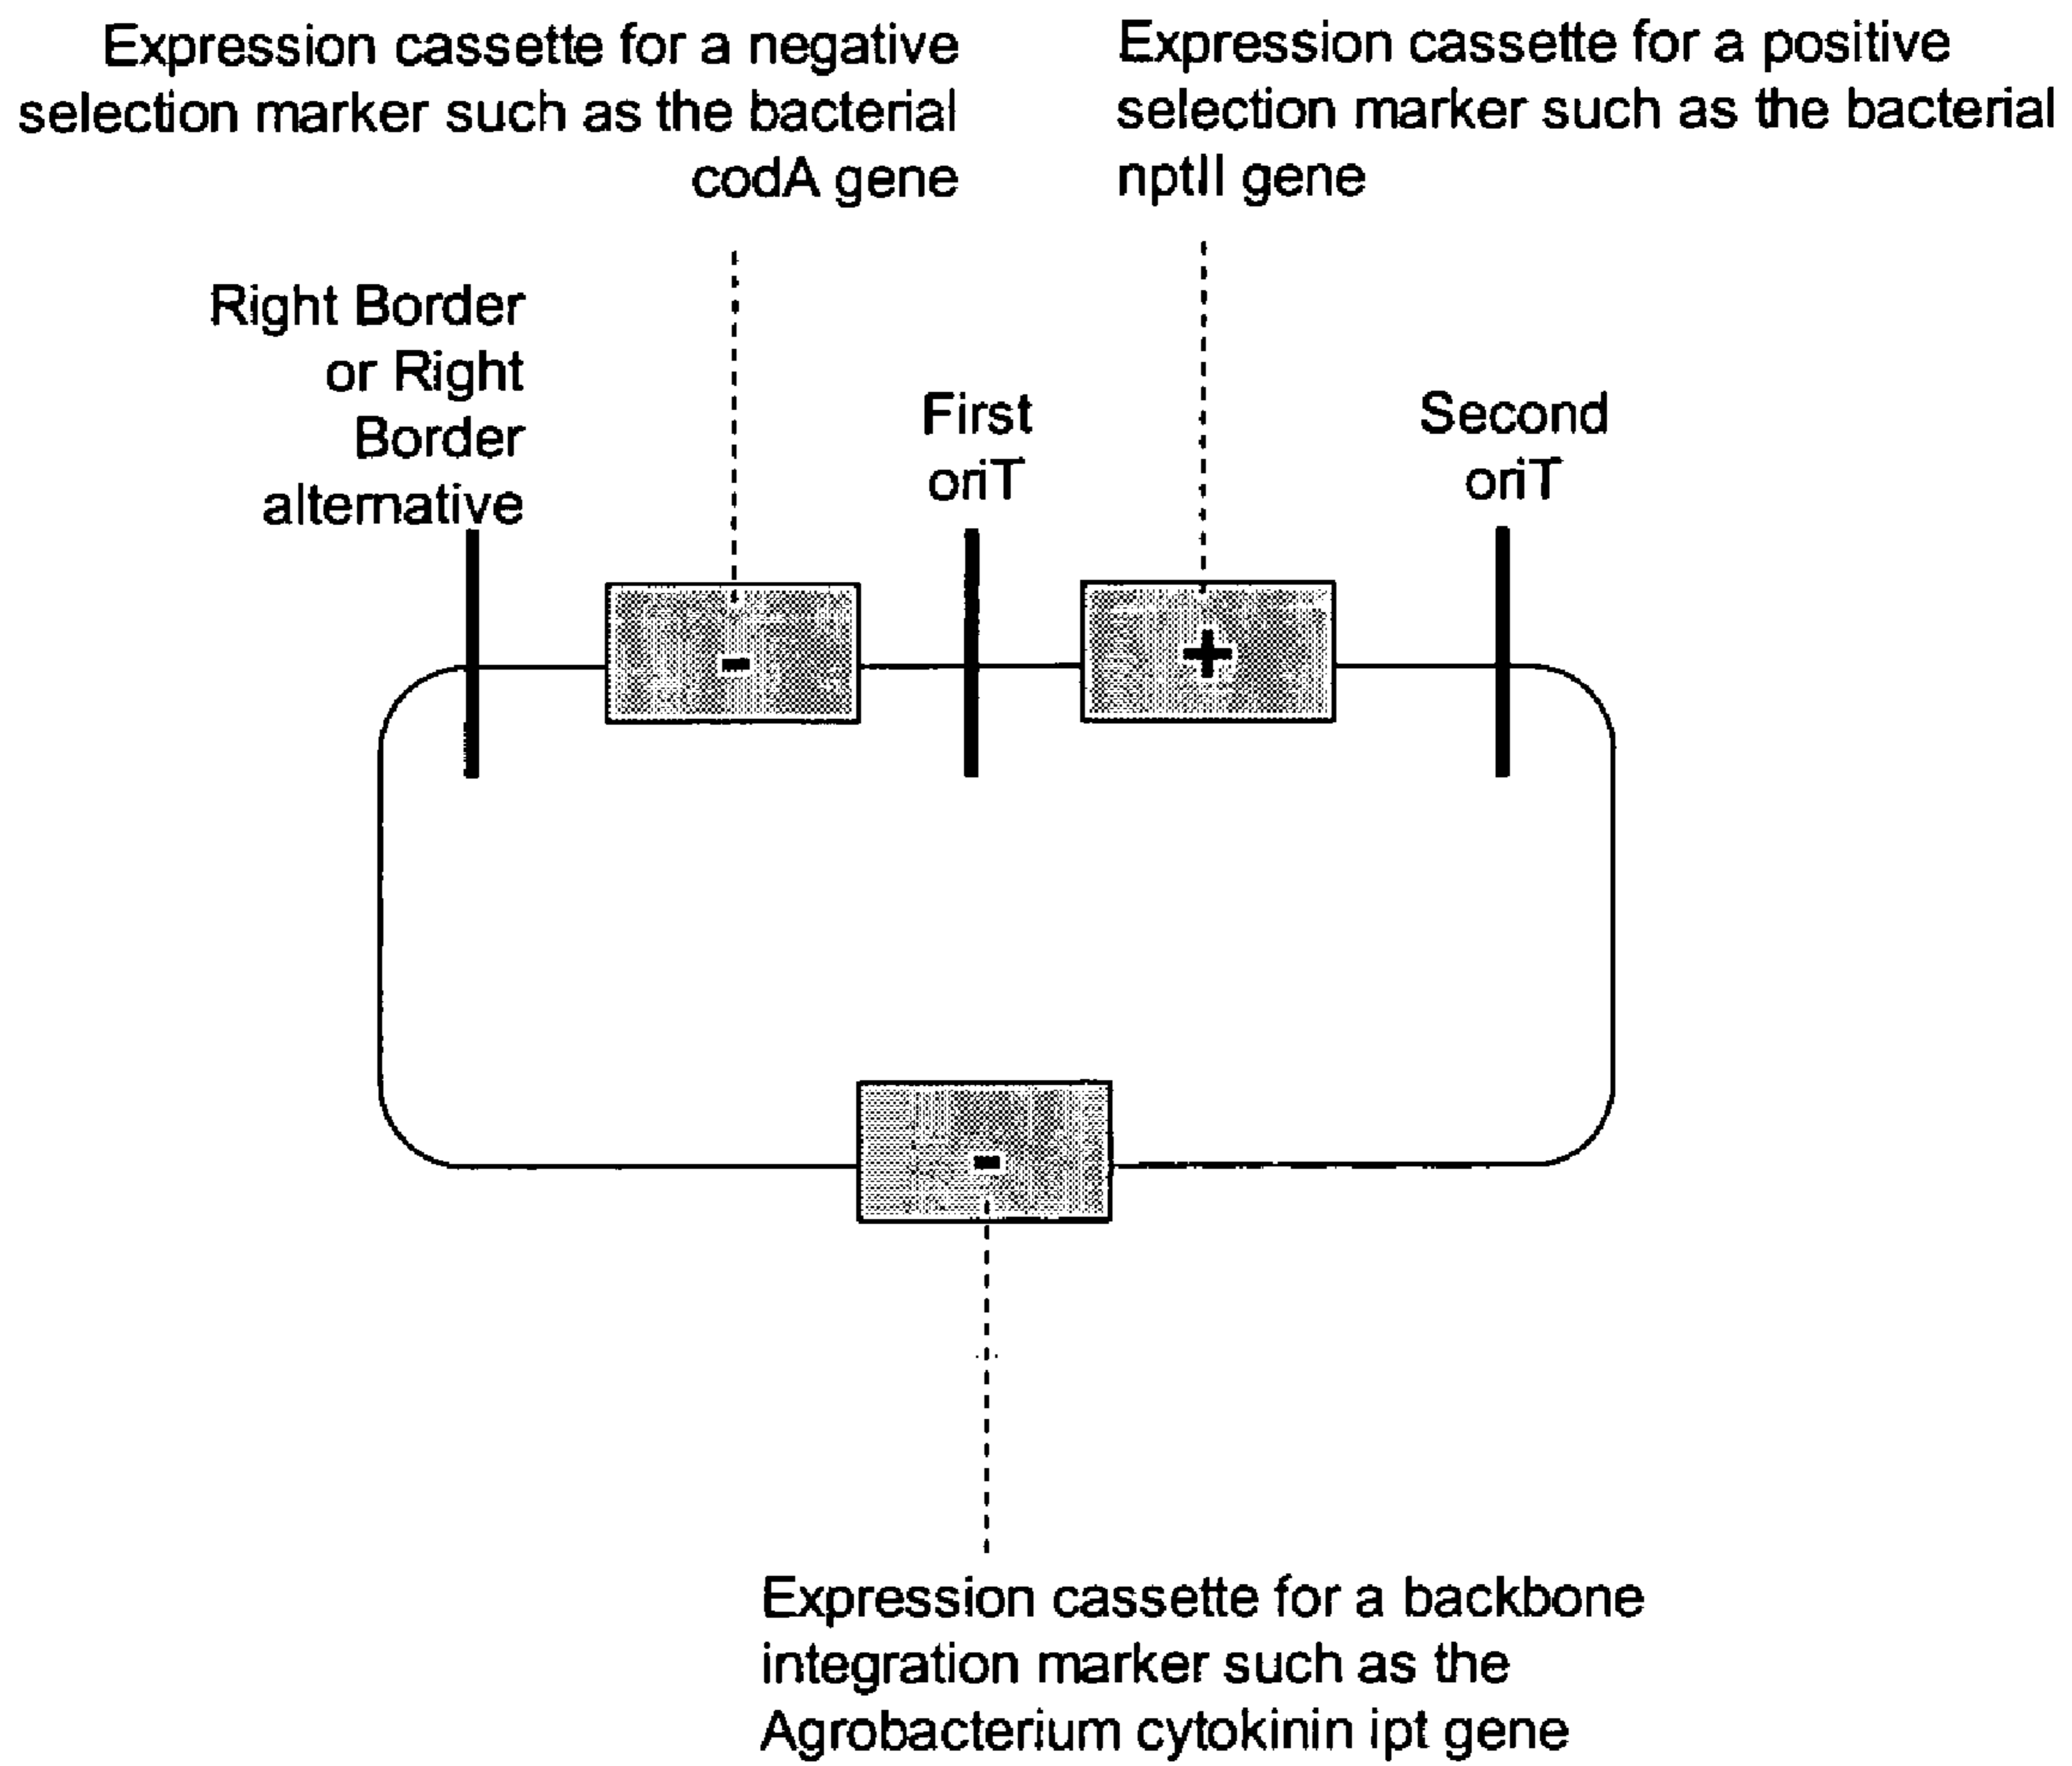 Expression cassette for a negative
selection marker such as the bacterial
codA gene
Expression cassette for a positive
selection marker such as the bacterial
nptII gene
Right Border
or Right
Border
alternative
First
oriT
Second
oriT
-
+
-
Expression cassette for a backbone
integration marker such as the
Agrobacterium cytokinin ipt gene